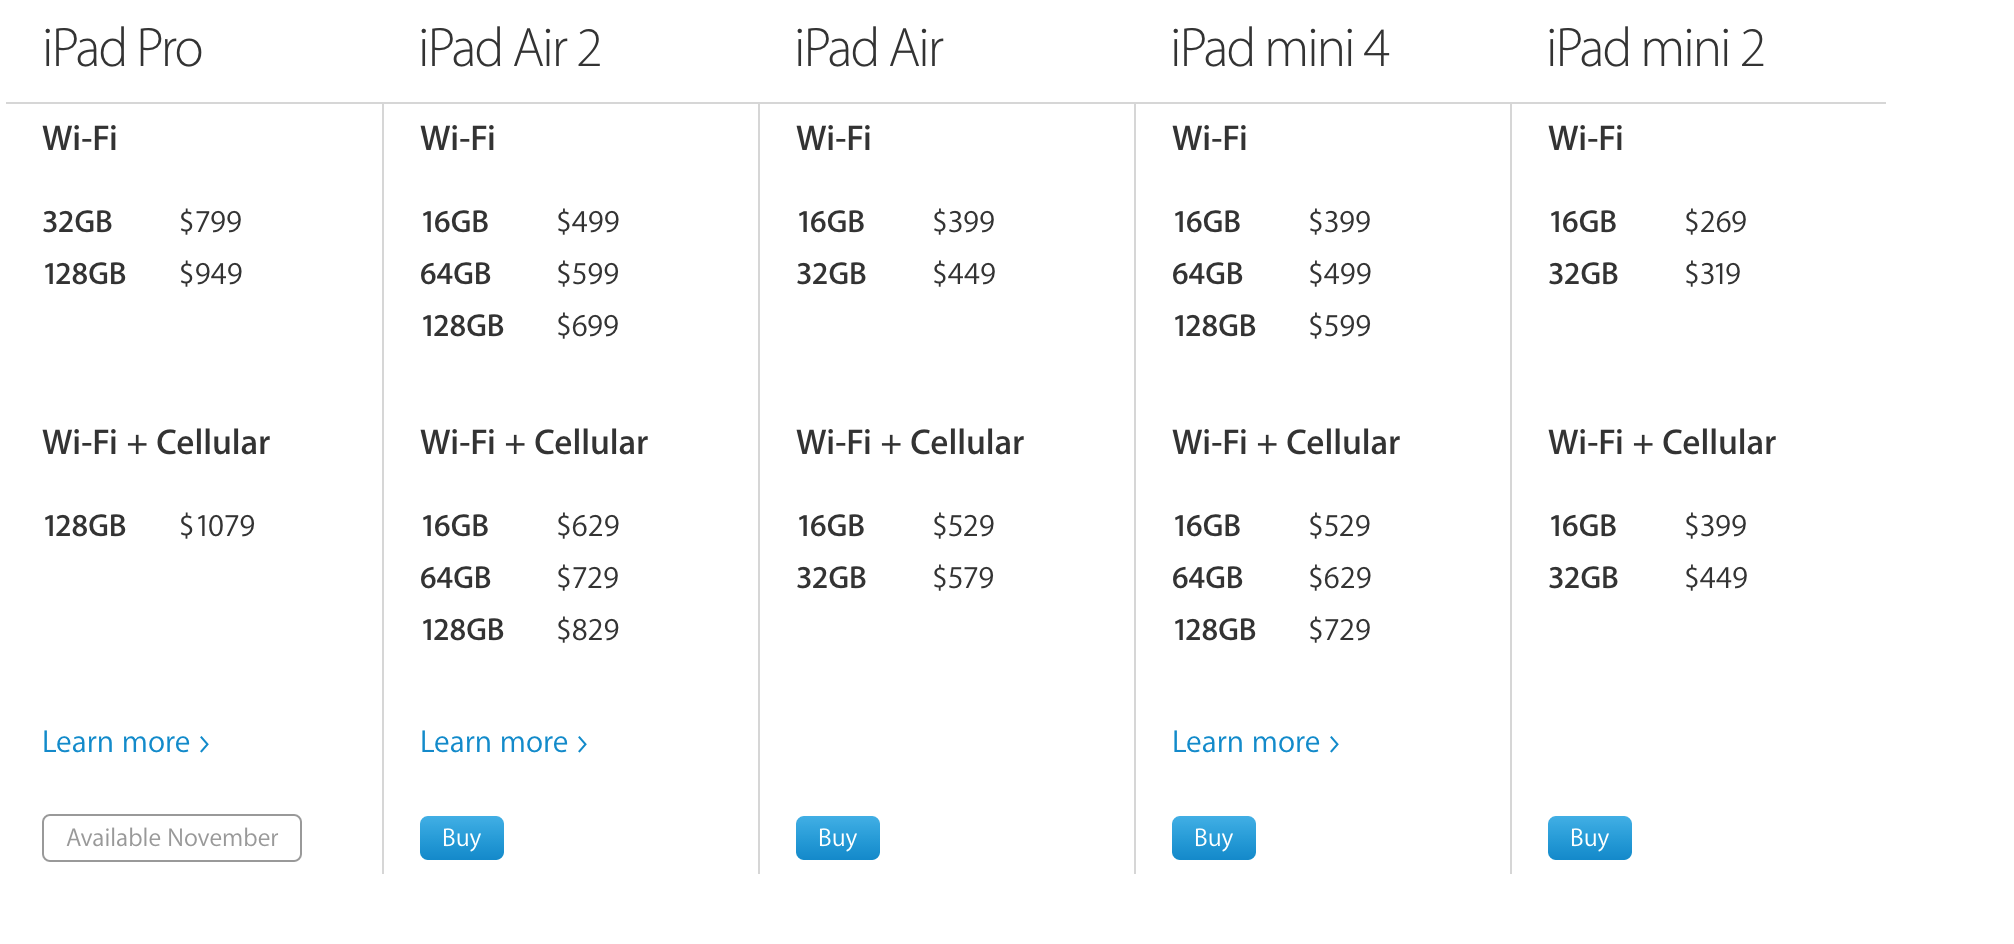 iPad Pro iPad Air 2 iPad Air iPad mini 4 iPad mini 2
Wi-Fi Wi-Fi Wi-Fi Wi-Fi Wi-Fi
32GB $799 16GB $499 16GB $399 16GB $399 16GB $269
128GB $949 64GB $599 32GB $449 64GB $499 32GB $319
128GB $699 128GB $599
Wi-Fi + Cellular Wi-Fi + Cellular Wi-Fi + Cellular Wi-Fi + Cellular Wi-Fi + Cellular
128GB $1079 16GB $629 16GB $529 16GB $529 16GB $399
64GB $729 32GB $579 64GB $629 32GB $449
128GB $829 128GB $729
Learn more > Learn more > Learn more >
Available November Buy Buy Buy Buy